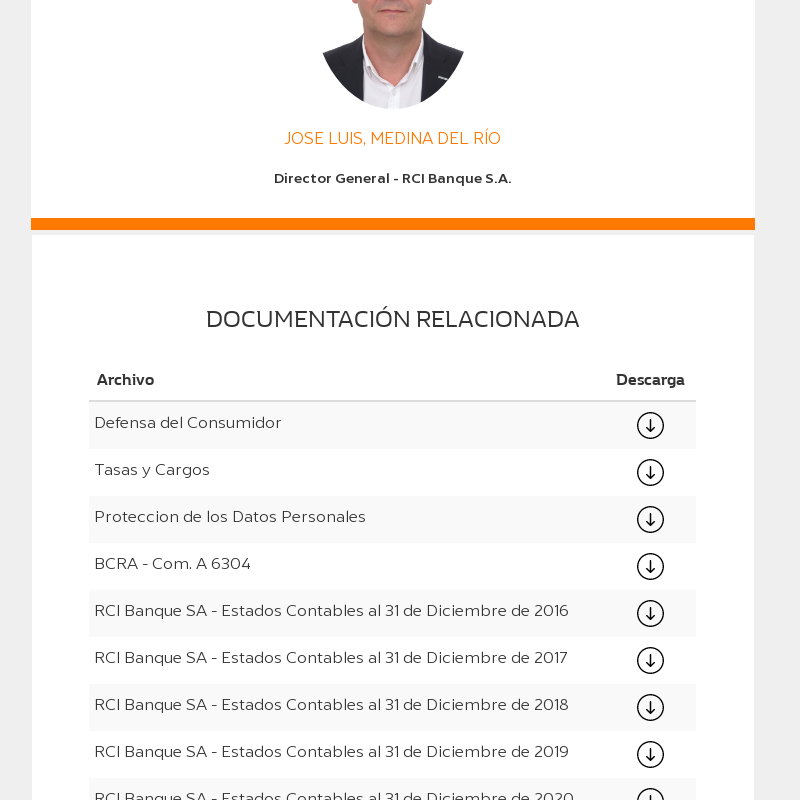 JOSE LUIS, MEDINA DEL RÍO
Director General - RCI Banque S.A.
DOCUMENTACIÓN RELACIONADA
Archivo Descarga
Defensa del Consumidor
Tasas y Cargos
Proteccion de los Datos Personales
BCRA - Com. A 6304
RCI Banque SA - Estados Contables al 31 de Diciembre de 2016
RCI Banque SA - Estados Contables al 31 de Diciembre de 2017
RCI Banque SA - Estados Contables al 31 de Diciembre de 2018
RCI Banque SA - Estados Contables al 31 de Diciembre de 2019
RCI Banque SA - Estados Contables al 31 de Diciembre de 2020